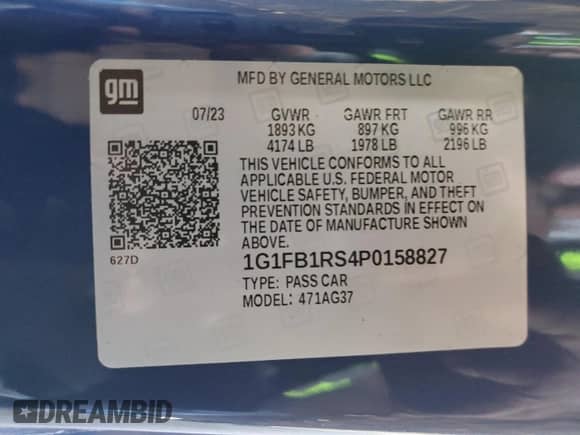 gm
MFD BY GENERAL MOTORS LLC
07/23 GVWR GAWR FRT GAWR RR
1893 KG 897 KG 996 KG
4174 LB 1978 LB 2196 LB
THIS VEHICLE CONFORMS TO ALL
APPLICABLE U.S. FEDERAL MOTOR
VEHICLE SAFETY, BUMPER, AND THEFT
PREVENTION STANDARDS IN EFFECT ON
THE DATE OF MANUFACTURE SHOWN
ABOVE.
627D
1G1FB1RS4P0158827
TYPE: PASS CAR
MODEL: 471AG37
DREAMBID